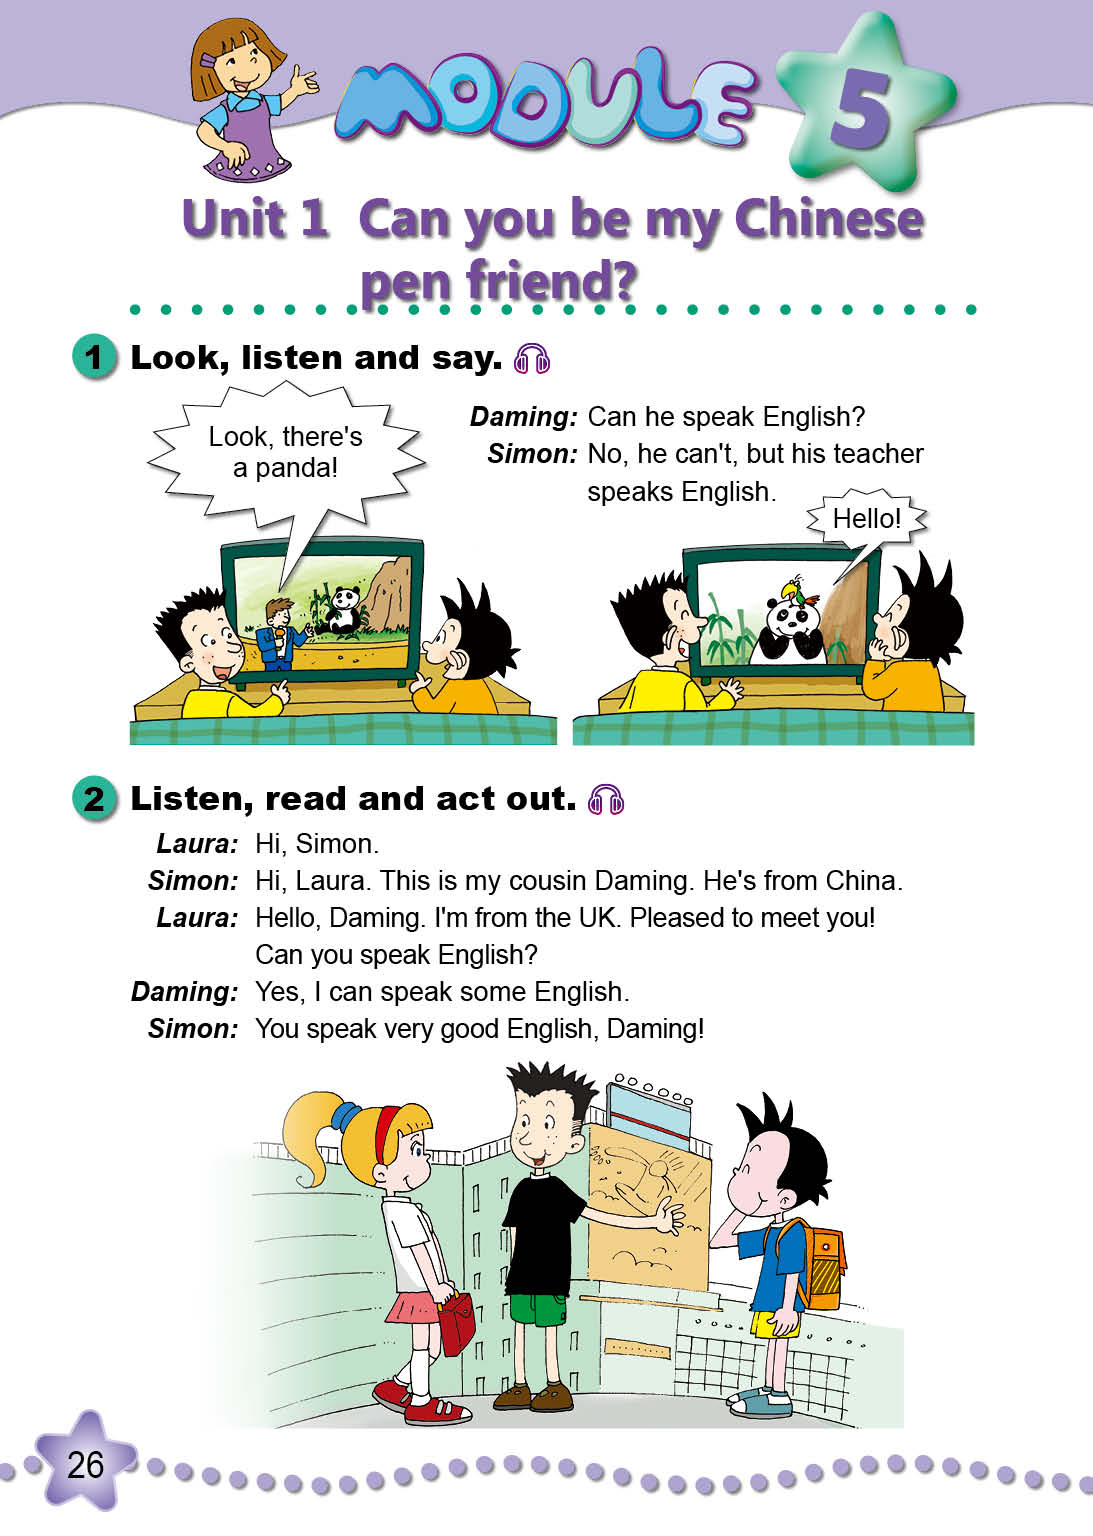 MODULE 5
Unit 1 Can you be my Chinese
pen friend?
1 Look, listen and say.
Look, there's
a panda!
Daming: Can he speak English?
Simon: No, he can't, but his teacher
speaks English.
Hello!
2 Listen, read and act out.
Laura: Hi, Simon.
Simon: Hi, Laura. This is my cousin Daming. He's from China.
Laura: Hello, Daming. I'm from the UK. Pleased to meet you!
Can you speak English?
Daming: Yes, I can speak some English.
Simon: You speak very good English, Daming!
26